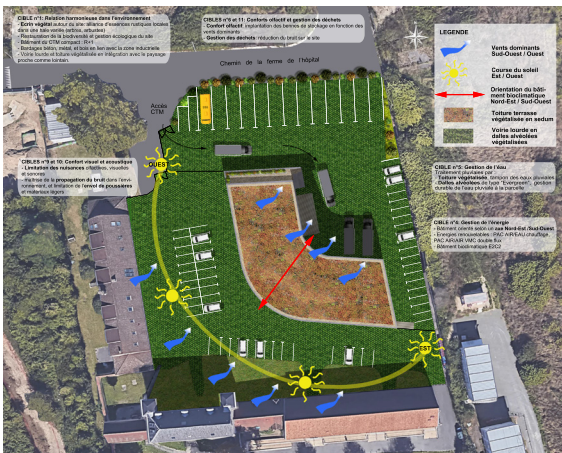 CIBLE n°1: Relation harmonieuse dans l'environnement
- Ecrin végétal autour du site: alliance d'essences rustiques locales
dans une haie variée (arbres, arbustes)
- Restauration de la biodiversité et gestion écologique du site
- Bâtiment du CTM compact : R+1
- Bardages béton, métal, et bois en lien avec la zone industrielle
- Voirie lourde et toiture végétalisée en intégration avec le paysage
proche comme lointain.
CIBLES n°6 et 11: Conforts olfactif et gestion des déchets
- Confort olfactif: implantation des bennes de stockage en fonction des
vents dominants
- Gestion des déchets: réduction du bruit sur le site
Chemin de la ferme de l'hôpital
LEGENDE
Vents dominants
Sud-Ouest / Ouest
Course du soleil
Est / Ouest
Orientation du bâti-
ment bioclimatique
Nord-Est / Sud-Ouest
Toiture terrasse
végétalisée en sedum
Voirie lourde en
dalles alvéolées
végétalisées
Accès
CTM
OUEST
CIBLES n°9 et 10: Confort visuel et acoustique
- Limitation des nuisances olfactives, visuelles
et sonores
- maîtrise de la propagation du bruit dans l'envi-
ronnement, et limitation de l'envol de poussières
et matériaux légers
CIBLE n°5: Gestion de l'eau
Traitement pluviales par :
- Toiture végétalisée, tampon des eaux pluviales
- Dalles alvéolées de type "Evergreen", gestion
durable de l'eau pluviale à la parcelle
CIBLE n°4: Gestion de l'énergie
- Bâtiment orienté selon un axe Nord-Est /Sud-Ouest
- Energies renouvelables : PAC AIR/EAU chauffage,
PAC AIR/AIR VMC double flux
- Bâtiment bioclimatique E2C2
EST